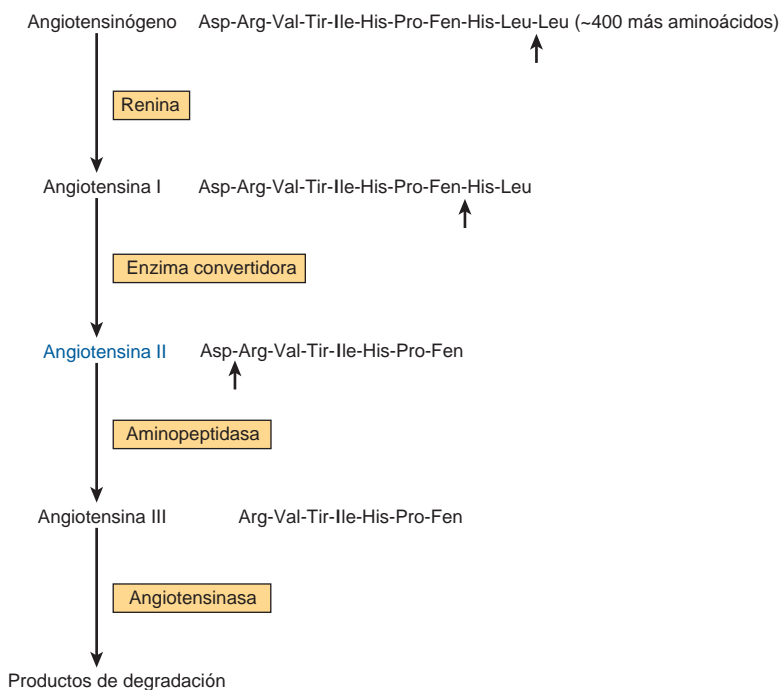 Angiotensinógeno Asp-Arg-Val-Tir-Ile-His-Pro-Fen-His-Leu-Leu (~400 más aminoácidos)
Renina
Angiotensina I Asp-Arg-Val-Tir-Ile-His-Pro-Fen-His-Leu
Enzima convertidora
Angiotensina II Asp-Arg-Val-Tir-Ile-His-Pro-Fen
Aminopeptidasa
Angiotensina III Arg-Val-Tir-Ile-His-Pro-Fen
Angiotensinasa
Productos de degradación